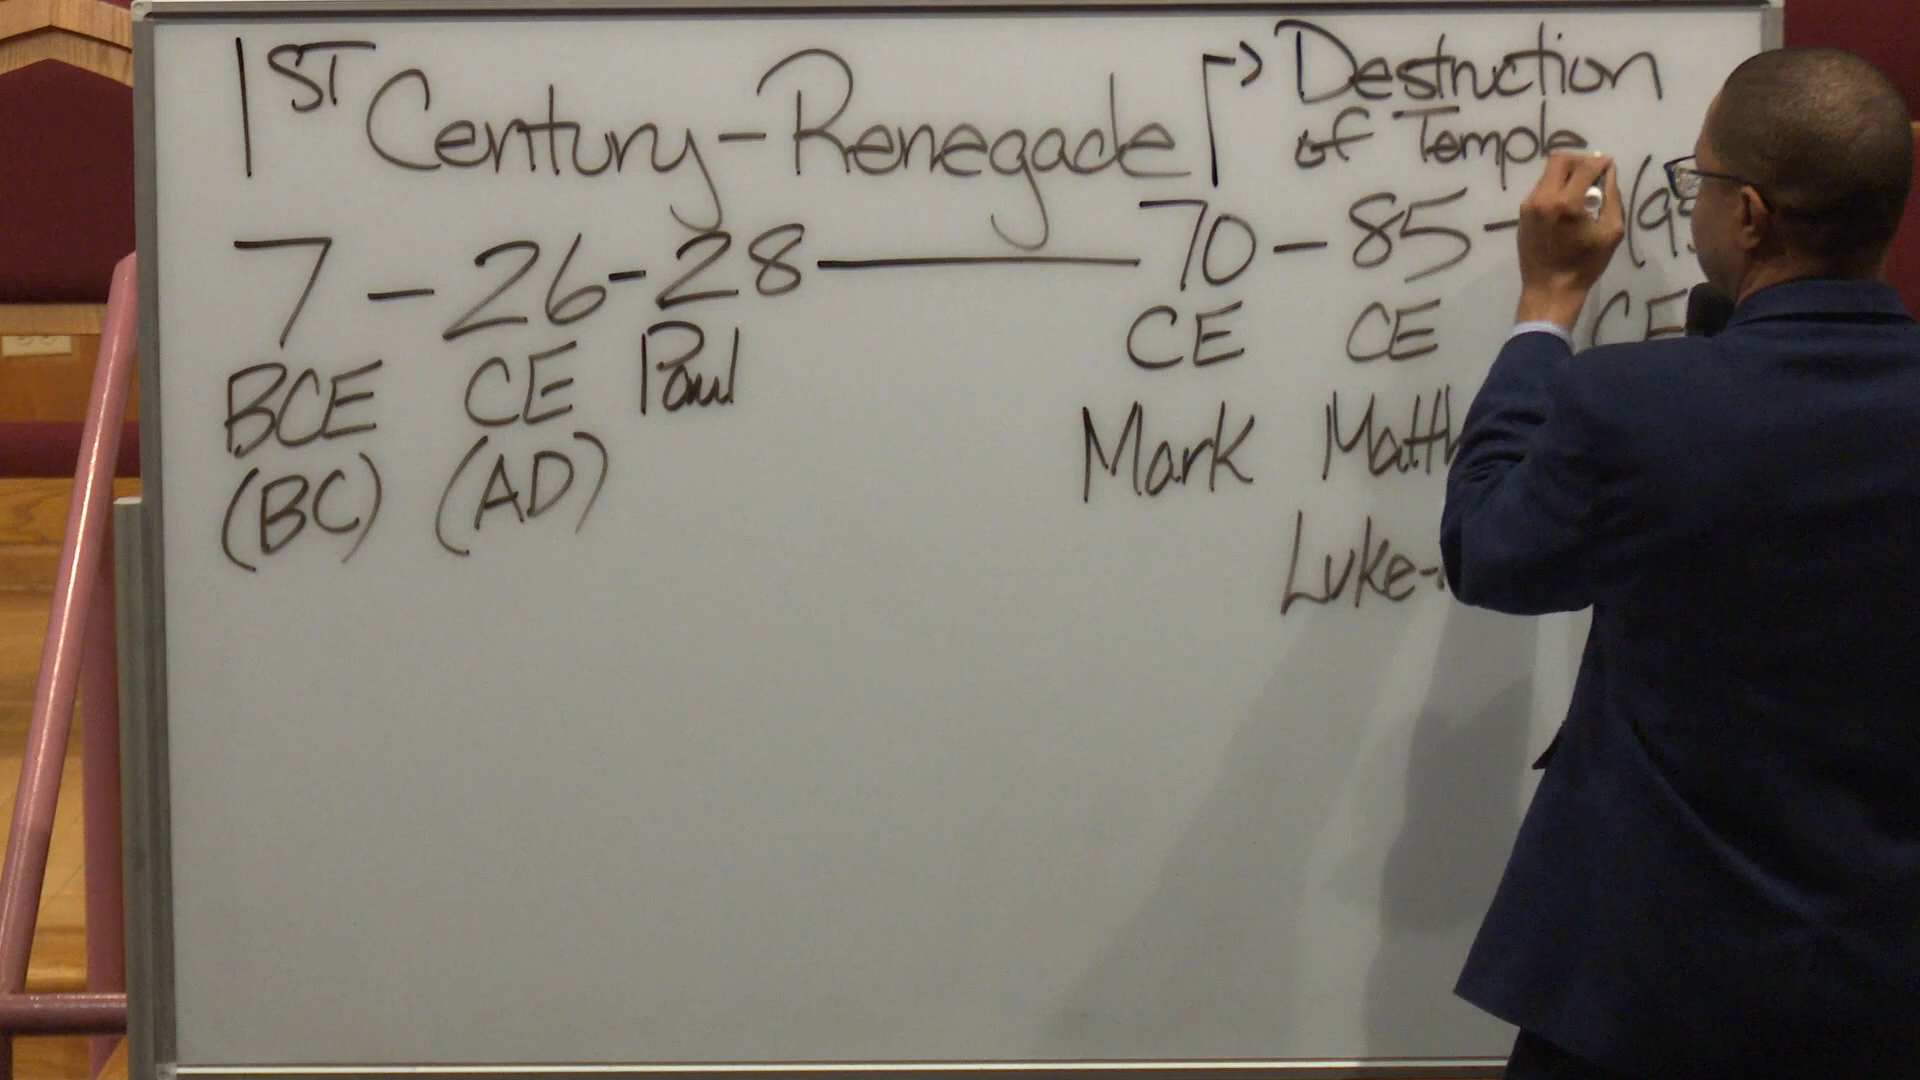 1ST Century - Renegade
Destruction
of Temple
7 - 26 - 28 — 70 - 85 -
BCE CE Paul CE CE CE
(BC) (AD) Mark
Luke-